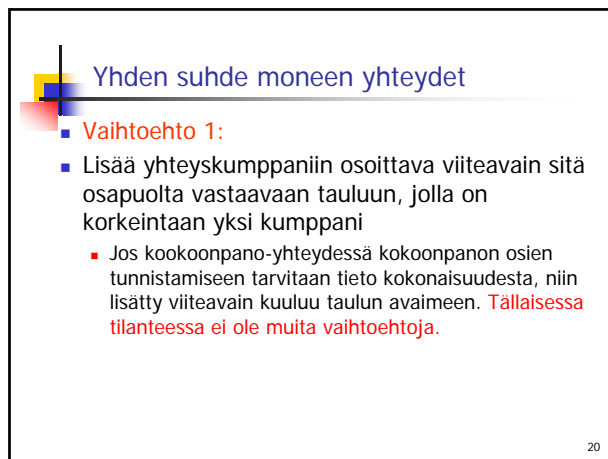 Yhden suhde moneen yhteydet
Vaihtoehto 1:
Lisää yhteyskumppaniin osoittava viiteavain sitä
osapuolta vastaavaan tauluun, jolla on
korkeintaan yksi kumppani
Jos kookoonpano-yhteydessä kokoonpanon osien
tunnistamiseen tarvitaan tieto kokonaisuudesta, niin
lisätty viiteavain kuuluu taulun avaimeen. Tällaisessa
tilanteessa ei ole muita vaihtoehtoja.
20